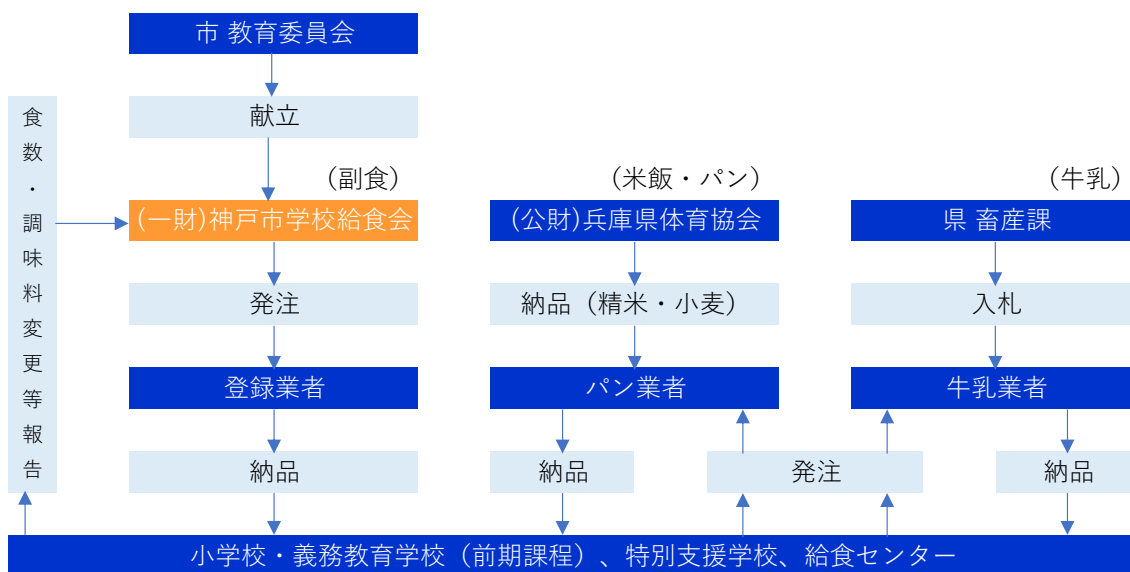 市 教育委員会
献立
食数・調味料変更等報告
(副食)
(米飯・パン)
(牛乳)
(一財)神戸市学校給食会
(公財)兵庫県体育協会
県 畜産課
発注
納品（精米・小麦）
入札
登録業者
パン業者
牛乳業者
納品
納品
発注
納品
小学校・義務教育学校（前期課程）、特別支援学校、給食センター